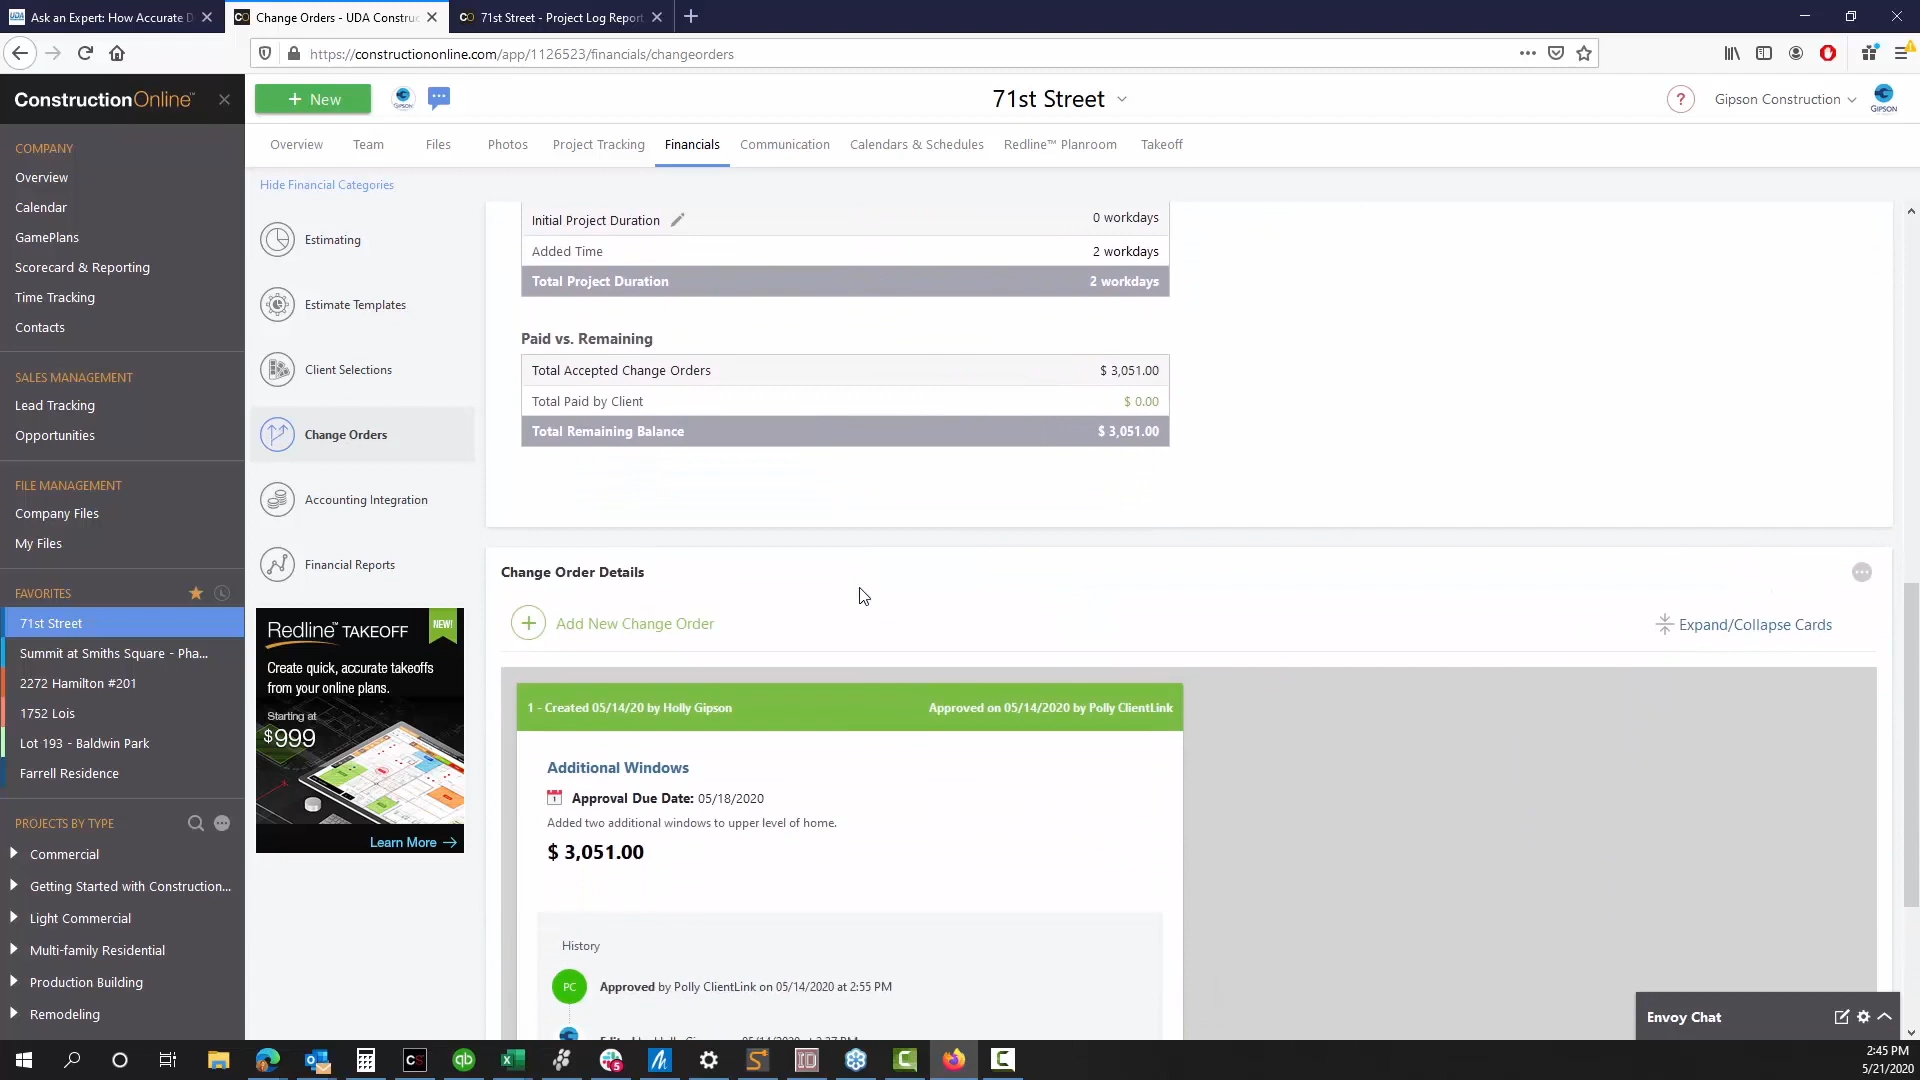 Ask an Expert: How Accurate D
Change Orders - UDA Construc
71st Street - Project Log Report
https://constructiononline.com/app/1126523/financials/changeorders
ConstructionOnline™
New
71st Street
Gipson Construction
GIPSON
Overview
Team
Files
Photos
Project Tracking
Financials
Communication
Calendars & Schedules
Redline™ Planroom
Takeoff
COMPANY
Overview
Calendar
GamePlans
Scorecard & Reporting
Time Tracking
Contacts
SALES MANAGEMENT
Lead Tracking
Opportunities
FILE MANAGEMENT
Company Files
My Files
FAVORITES
71st Street
Summit at Smiths Square - Pha...
2272 Hamilton #201
1752 Lois
Lot 193 - Baldwin Park
Farrell Residence
PROJECTS BY TYPE
Commercial
Getting Started with Construction...
Light Commercial
Multi-family Residential
Production Building
Remodeling
Hide Financial Categories
Estimating
Estimate Templates
Client Selections
Change Orders
Accounting Integration
Financial Reports
Redline™ TAKEOFF
NEW!
Create quick, accurate takeoffs
from your online plans.
Starting at
$999
Learn More
Initial Project Duration 0 workdays
Added Time 2 workdays
Total Project Duration 2 workdays
Paid vs. Remaining
Total Accepted Change Orders $ 3,051.00
Total Paid by Client $ 0.00
Total Remaining Balance $ 3,051.00
Change Order Details
Add New Change Order
Expand/Collapse Cards
1 - Created 05/14/20 by Holly Gipson Approved on 05/14/2020 by Polly ClientLink
Additional Windows
Approval Due Date: 05/18/2020
Added two additional windows to upper level of home.
$ 3,051.00
History
PC
Approved by Polly ClientLink on 05/14/2020 at 2:55 PM
Envoy Chat
2:45 PM
5/21/2020